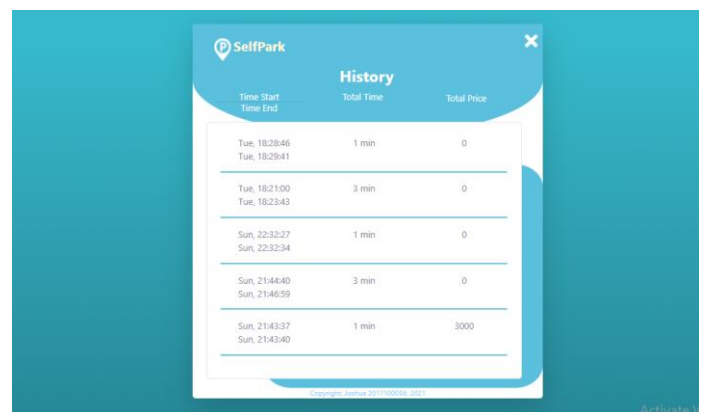 SelfPark
History
Time Start Total Time Total Price
Time End
Tue, 18:28:46 1 min 0
Tue, 18:29:41
Tue, 18:21:00 3 min 0
Tue, 18:23:43
Sun, 22:32:27 1 min 0
Sun, 22:32:34
Sun, 21:44:40 3 min 0
Sun, 21:46:59
Sun, 21:43:37 1 min 3000
Sun, 21:43:40
Copyright: Joshua 2017100056, 2021
Activate